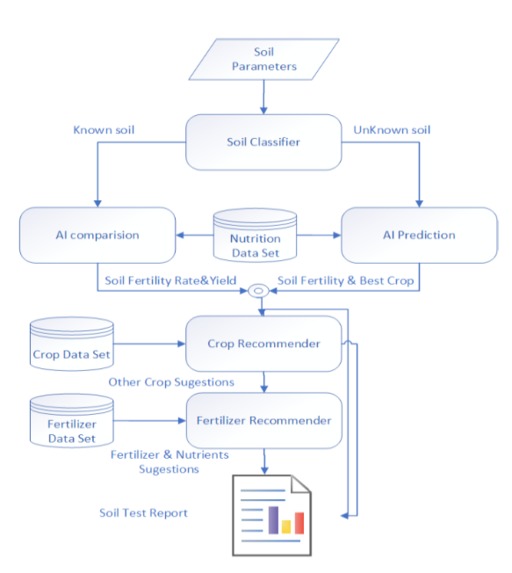 Soil
Parameters
Known soil
UnKnown soil
Soil Classifier
AI comparision
Nutrition
Data Set
AI Prediction
Soil Fertility Rate&Yield
Soil Fertility & Best Crop
Crop Data Set
Crop Recommender
Other Crop Sugestions
Fertilizer
Data Set
Fertilizer Recommender
Fertilizer & Nutrients
Sugestions
Soil Test Report